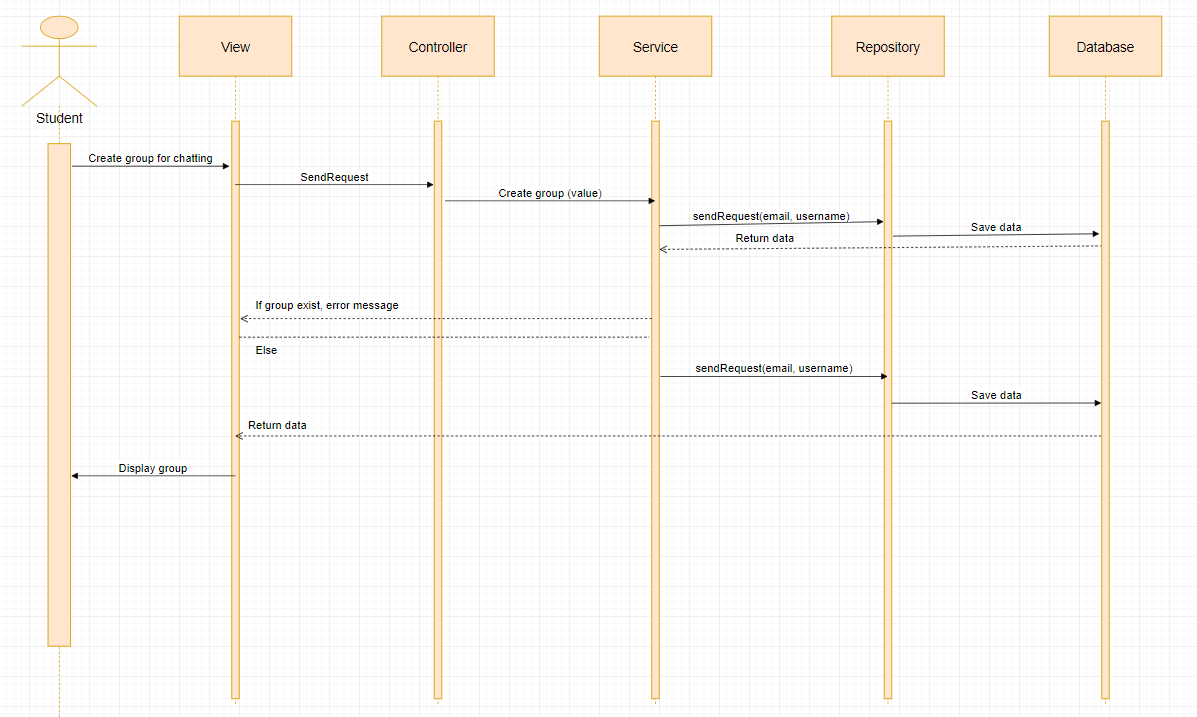 View
Controller
Service
Repository
Database
Student
Create group for chatting
SendRequest
Create group (value)
sendRequest(email, username)
Save data
Return data
If group exist, error message
Else
sendRequest(email, username)
Save data
Return data
Display group